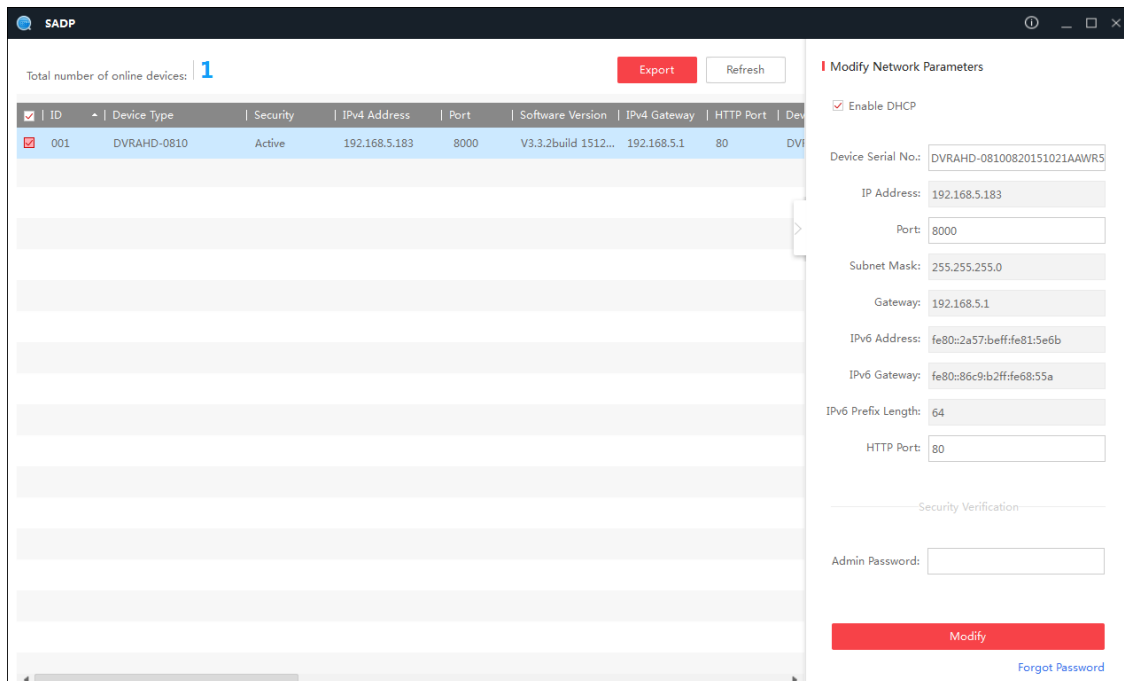 SADP
Total number of online devices: 1
Export
Refresh
ID | Device Type | Security | IPv4 Address | Port | Software Version | IPv4 Gateway | HTTP Port | Dev
001 DVRAHD-0810 Active 192.168.5.183 8000 V3.3.2build 1512... 192.168.5.1 80 DVR
Modify Network Parameters
Enable DHCP
Device Serial No.: DVRAHD-08100820151021AAWR5
IP Address: 192.168.5.183
Port: 8000
Subnet Mask: 255.255.255.0
Gateway: 192.168.5.1
IPv6 Address: fe80::2a57:beff:fe81:5e6b
IPv6 Gateway: fe80::86c9:b2ff:fe68:55a
IPv6 Prefix Length: 64
HTTP Port: 80
Security Verification
Admin Password:
Modify
Forgot Password